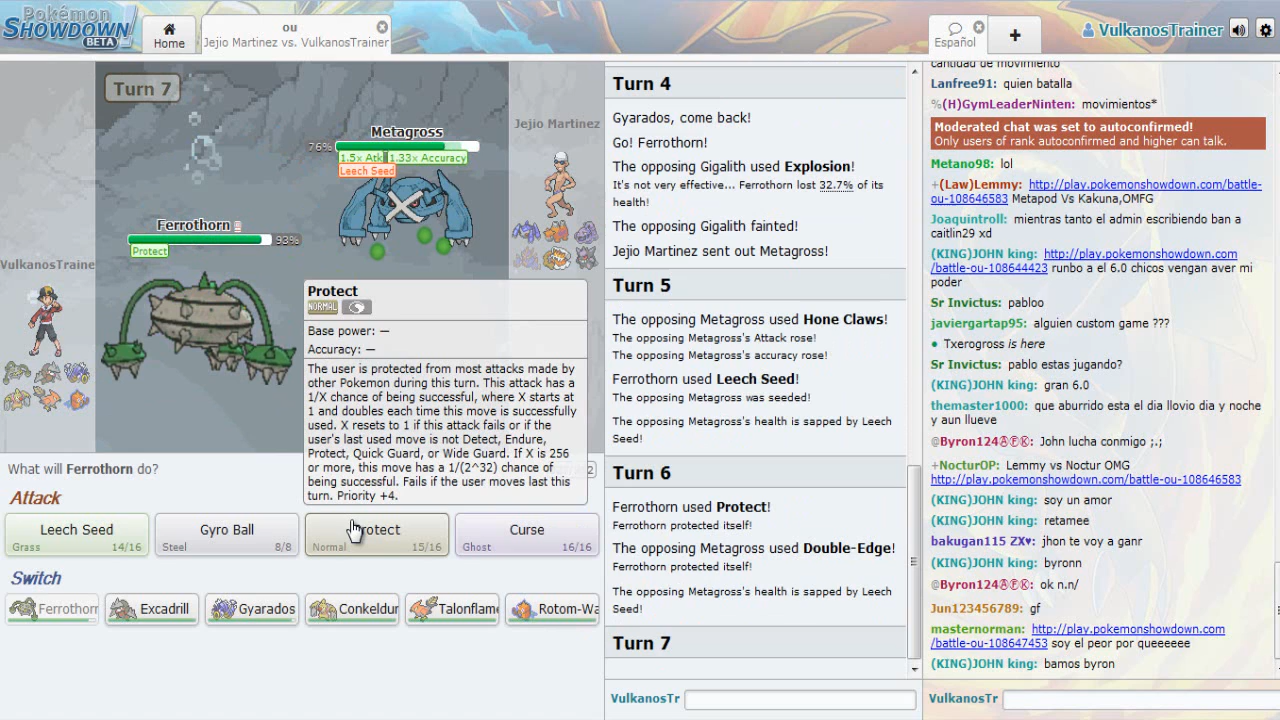 Pokémon
SHOWDOWN!
BETA
Home
ou
Jejio Martinez vs. VulkanosTrainer
Español
+
VulkanosTrainer
Turn 7
Metagross
76%
1.5× Atk 1.33× Accuracy
Leech Seed
Jejio Martinez
Ferrothorn
93%
Protect
VulkanosTraine
Protect
NORMAL
Base power: —
Accuracy: —
The user is protected from most attacks made by
other Pokemon during this turn. This attack has a
1/X chance of being successful, where X starts at
1 and doubles each time this move is successfully
used. X resets to 1 if this attack fails or if the
user's last used move is not Detect, Endure,
Protect, Quick Guard, or Wide Guard. If X is 256
or more, this move has a 1/(2^32) chance of
being successful. Fails if the user moves last this
turn. Priority +4.
What will Ferrothorn do?
Attack
Leech Seed
Grass 14/16
Gyro Ball
Steel 8/8
rotect
Normal 15/16
Curse
Ghost 16/16
Switch
Ferrothorr
Excadrill
Gyarados
Conkeldur
Talonflame
Rotom-Wa
Turn 4
Gyarados, come back!
Go! Ferrothorn!
The opposing Gigalith used Explosion!
It's not very effective... Ferrothorn lost 32.7% of its
health!
The opposing Gigalith fainted!
Jejio Martinez sent out Metagross!
Turn 5
The opposing Metagross used Hone Claws!
The opposing Metagross's Attack rose!
The opposing Metagross's accuracy rose!
Ferrothorn used Leech Seed!
The opposing Metagross was seeded!
The opposing Metagross's health is sapped by Leech
Seed!
Turn 6
Ferrothorn used Protect!
Ferrothorn protected itself!
The opposing Metagross used Double-Edge!
Ferrothorn protected itself!
The opposing Metagross's health is sapped by Leech
Seed!
Turn 7
VulkanosTr
cantidad de movimiento
Lanfree91: quien batalla
%(H)GymLeaderNinten: movimientos*
Moderated chat was set to autoconfirmed!
Only users of rank autoconfirmed and higher can talk.
Metano98: lol
+(Law)Lemmy: http://play.pokemonshowdown.com/battle-
ou-108646583 Metapod Vs Kakuna,OMFG
Joaquintroll: mientras tanto el admin escribiendo ban a
caitlin29 xd
(KING)JOHN king: http://play.pokemonshowdown.com
/battle-ou-108644423 runbo a el 6.0 chicos vengan aver mi
poder
Sr Invictus: pabloo
javiergartap95: alguien custom game ???
• Txerogross is here
Sr Invictus: pablo estas jugando?
(KING)JOHN king: gran 6.0
themaster1000: que aburrido esta el dia llovio dia y noche
y aun llueve
@Byron124ⒶⒻⓀ: John lucha conmigo ;.;
+NocturOP: Lemmy vs Noctur OMG
http://play.pokemonshowdown.com/battle-ou-108646583
(KING)JOHN king: soy un amor
(KING)JOHN king: retamee
bakugan115 ZX♥: jhon te voy a ganr
(KING)JOHN king: byronn
@Byron124ⒶⒻⓀ: ok n.n/
Jun123456789: gf
masternorman: http://play.pokemonshowdown.com
/battle-ou-108647453 soy el peor por queeeeee
(KING)JOHN king: bamos byron
VulkanosTr